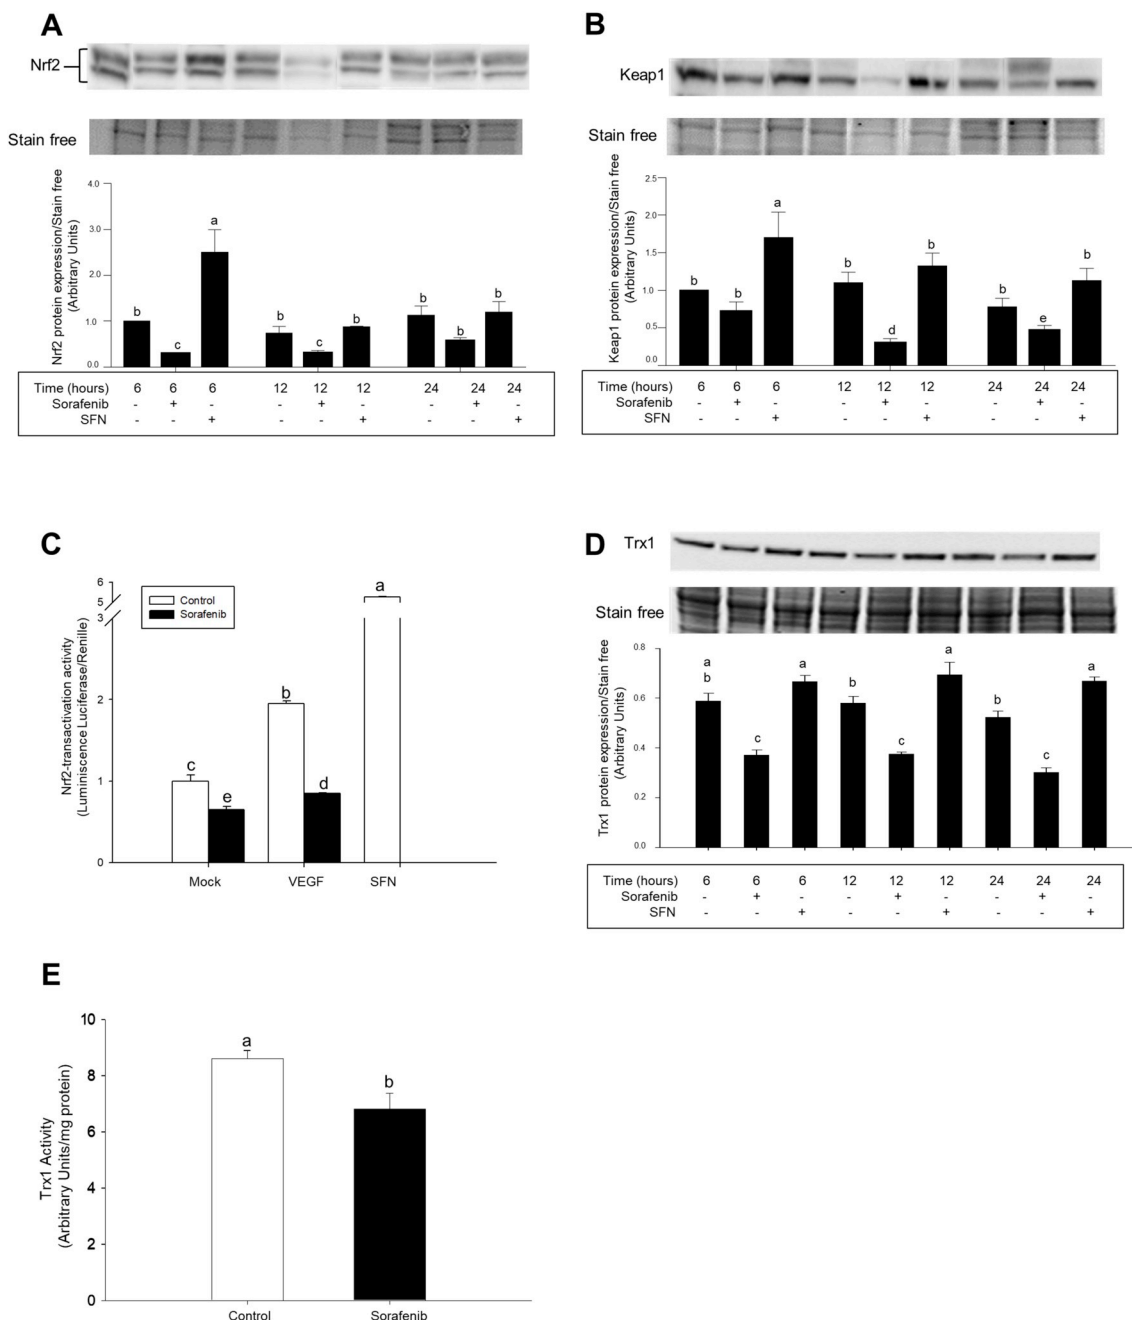 A
Nrf2
Stain free
Nrf2 protein expression/Stain free
(Arbitrary Units)
4.0
3.0
2.0
1.0
0.0
b c a b c b b b b
Time (hours) 6 6 6 12 12 12 24 24 24
Sorafenib - + - - + - - + -
SFN - - + - - + - - +
B
Keap1
Stain free
Keap1 protein expression/Stain free
(Arbitrary Units)
2.5
2.0
1.5
1.0
0.5
0.0
b b a b d b b e b
Time (hours) 6 6 6 12 12 12 24 24 24
Sorafenib - + - - + - - + -
SFN - - + - - + - - +
C
Nrf2-transactivation activity
(Luminiscence Luciferase/Renille)
6
5
3
2
1
0
Control
Sorafenib
c e b d a
Mock VEGF SFN
D
Trx1
Stain free
Trx1 protein expression/Stain free
(Arbitrary Units)
0.8
0.6
0.4
0.2
0.0
a
b c a b c a b c a
Time (hours) 6 6 6 12 12 12 24 24 24
Sorafenib - + - - + - - + -
SFN - - + - - + - - +
E
Trx1 Activity
(Arbitrary Units/mg protein)
10
8
6
4
2
0
a b
Control Sorafenib